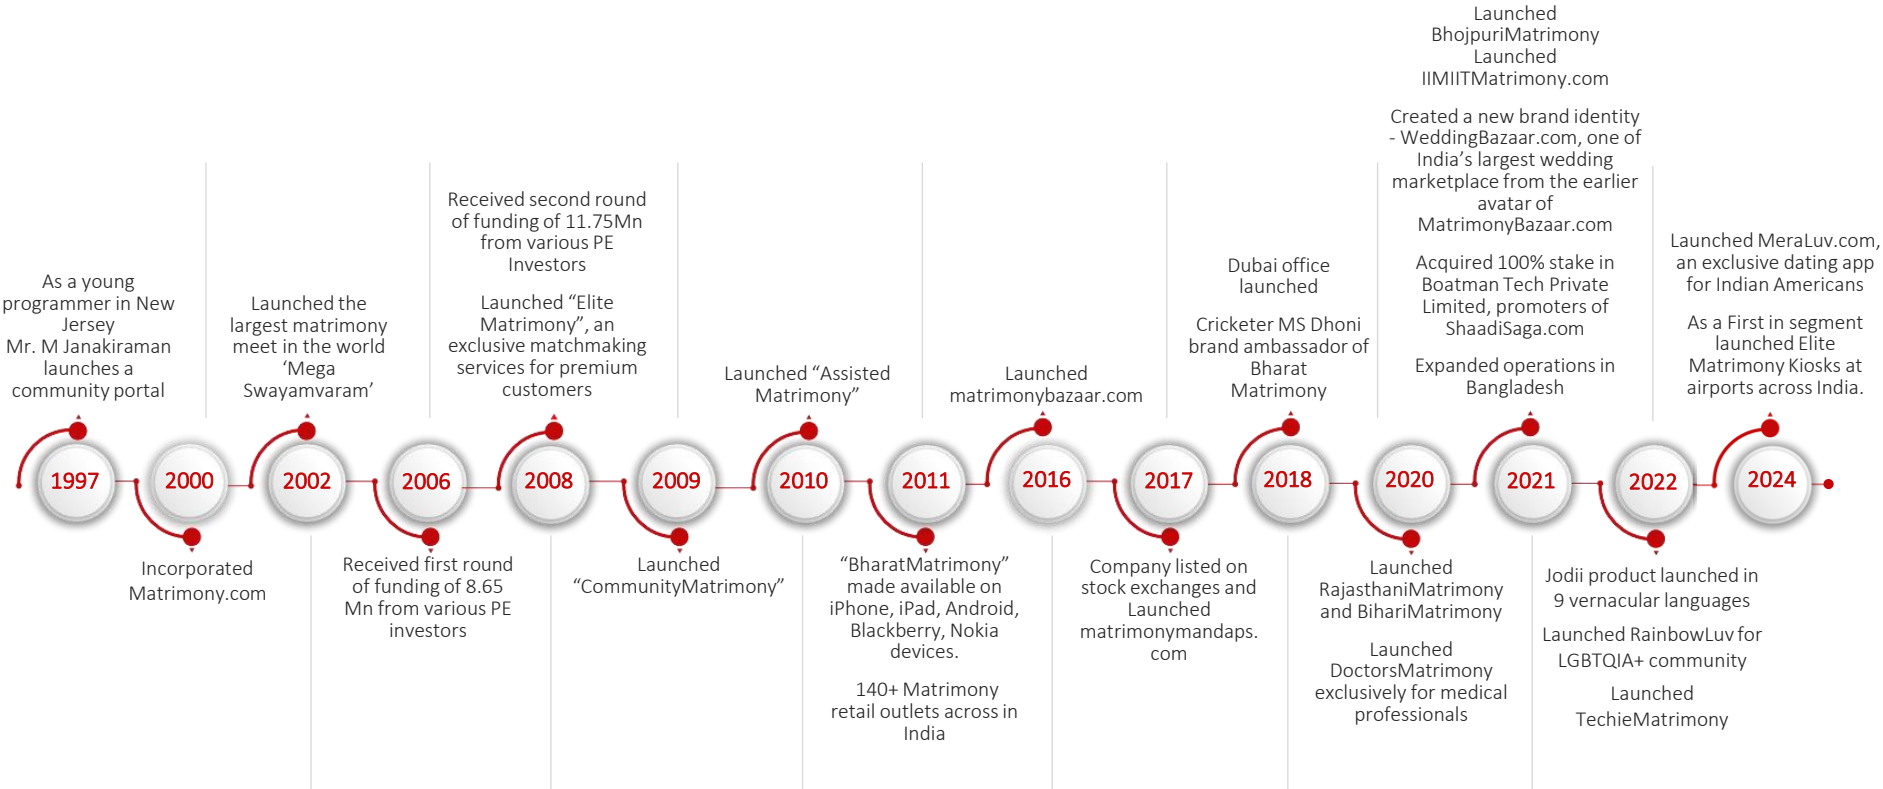 As a young
programmer in New
Jersey
Mr. M Janakiraman
launches a
community portal
1997
2000
Incorporated
Matrimony.com
Launched the
largest matrimony
meet in the world
‘Mega
Swayamvaram’
2002
2006
Received first round
of funding of 8.65
Mn from various PE
investors
Received second round
of funding of 11.75Mn
from various PE
Investors
Launched “Elite
Matrimony”, an
exclusive matchmaking
services for premium
customers
2008
2009
Launched
“CommunityMatrimony”
Launched “Assisted
Matrimony”
2010
2011
“BharatMatrimony”
made available on
iPhone, iPad, Android,
Blackberry, Nokia
devices.
140+ Matrimony
retail outlets across in
India
Launched
matrimonybazaar.com
2016
2017
Company listed on
stock exchanges and
Launched
matrimonymandaps.
com
Dubai office
launched
Cricketer MS Dhoni
brand ambassador of
Bharat
Matrimony
2018
2020
Launched
RajasthaniMatrimony
and BihariMatrimony
Launched
DoctorsMatrimony
exclusively for medical
professionals
Launched
BhojpuriMatrimony
Launched
IIMIITMatrimony.com
Created a new brand identity
- WeddingBazaar.com, one of
India’s largest wedding
marketplace from the earlier
avatar of
MatrimonyBazaar.com
Acquired 100% stake in
Boatman Tech Private
Limited, promoters of
ShaadiSaga.com
Expanded operations in
Bangladesh
2021
2022
Jodii product launched in
9 vernacular languages
Launched RainbowLuv for
LGBTQIA+ community
Launched
TechieMatrimony
Launched MeraLuv.com,
an exclusive dating app
for Indian Americans
As a First in segment
launched Elite
Matrimony Kiosks at
airports across India.
2024